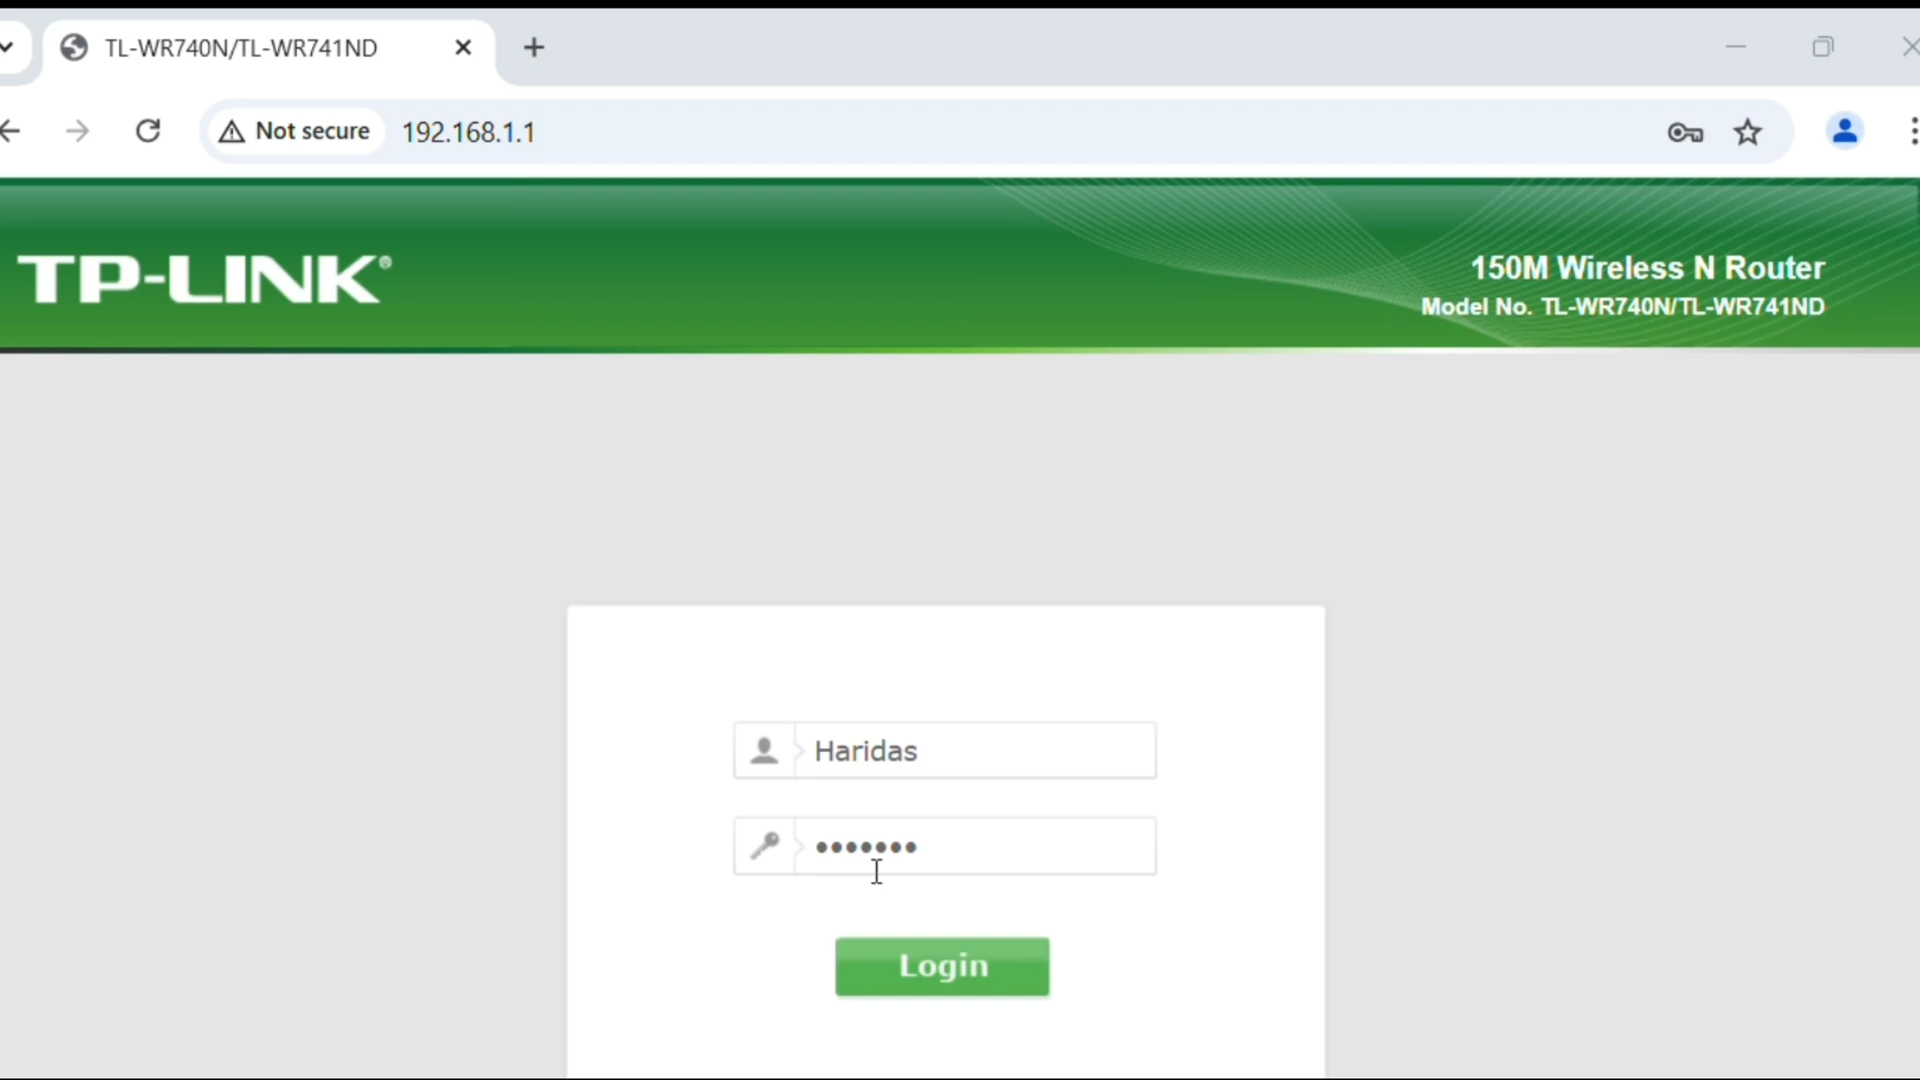 TL-WR740N/TL-WR741ND
Not secure 192.168.1.1
TP-LINK®
150M Wireless N Router
Model No. TL-WR740N/TL-WR741ND
Haridas
•••••••
Login